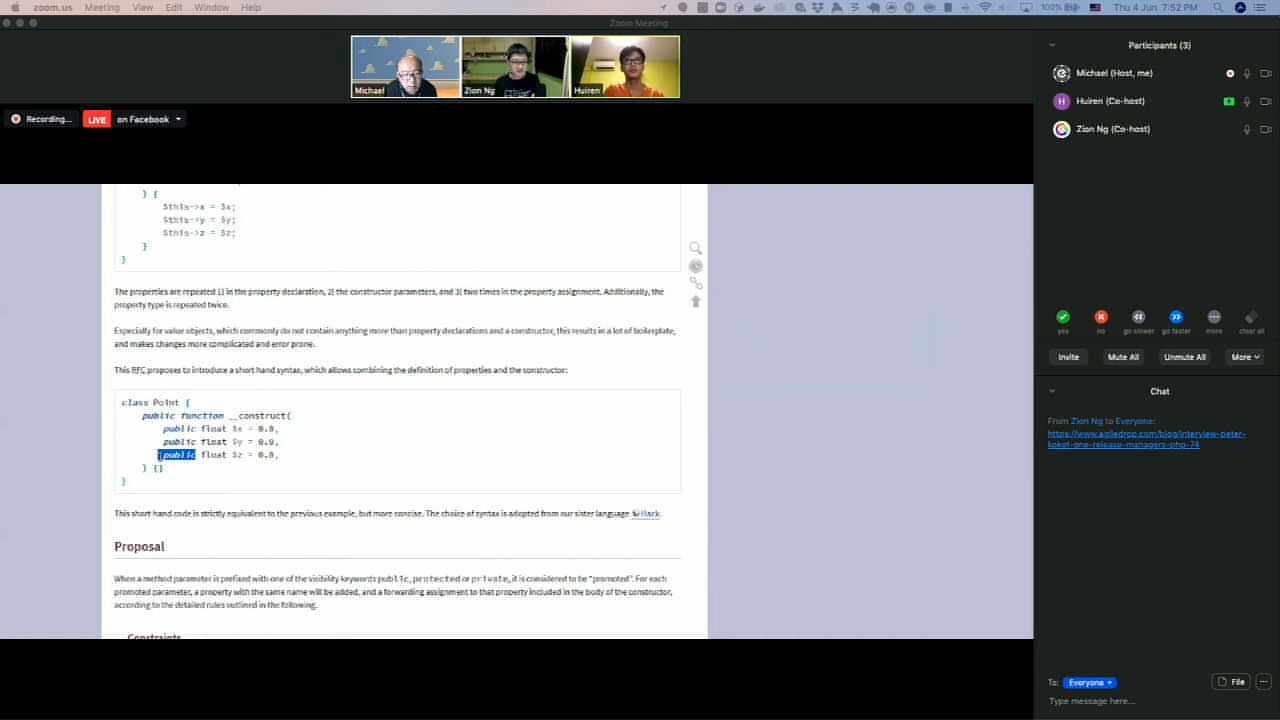 zoom.us Meeting View Edit Window Help
100% Thu 4 Jun 7:52 PM
Zoom Meeting
Michael
Zion Ng
Huiren
Recording...
LIVE on Facebook
} {
$this->x = $x;
$this->y = $y;
$this->z = $z;
}
}
The properties are repeated 1) in the property declaration, 2) the constructor parameters, and 3) two times in the property assignment. Additionally, the
property type is repeated twice.
Especially for value objects, which commonly do not contain anything more than property declarations and a constructor, this results in a lot of boilerplate,
and makes changes more complicated and error prone.
This RFC proposes to introduce a short hand syntax, which allows combining the definition of properties and the constructor:
class Point {
public function __construct(
public float $x = 0.0,
public float $y = 0.0,
public float $z = 0.0,
) {}
}
This short hand code is strictly equivalent to the previous example, but more concise. The choice of syntax is adopted from our sister language Hack.
Proposal
When a method parameter is prefixed with one of the visibility keywords public, protected or private, it is considered to be "promoted". For each
promoted parameter, a property with the same name will be added, and a forwarding assignment to that property included in the body of the constructor,
according to the detailed rules outlined in the following.
Constraints
Participants (3)
Michael (Host, me)
H Huiren (Co-host)
Zion Ng (Co-host)
yes no go slower go faster more clear all
Invite Mute All Unmute All More
Chat
From Zion Ng to Everyone:
https://www.agiledrop.com/blog/interview-peter-
kokot-one-release-managers-php-74
To: Everyone File
Type message here...